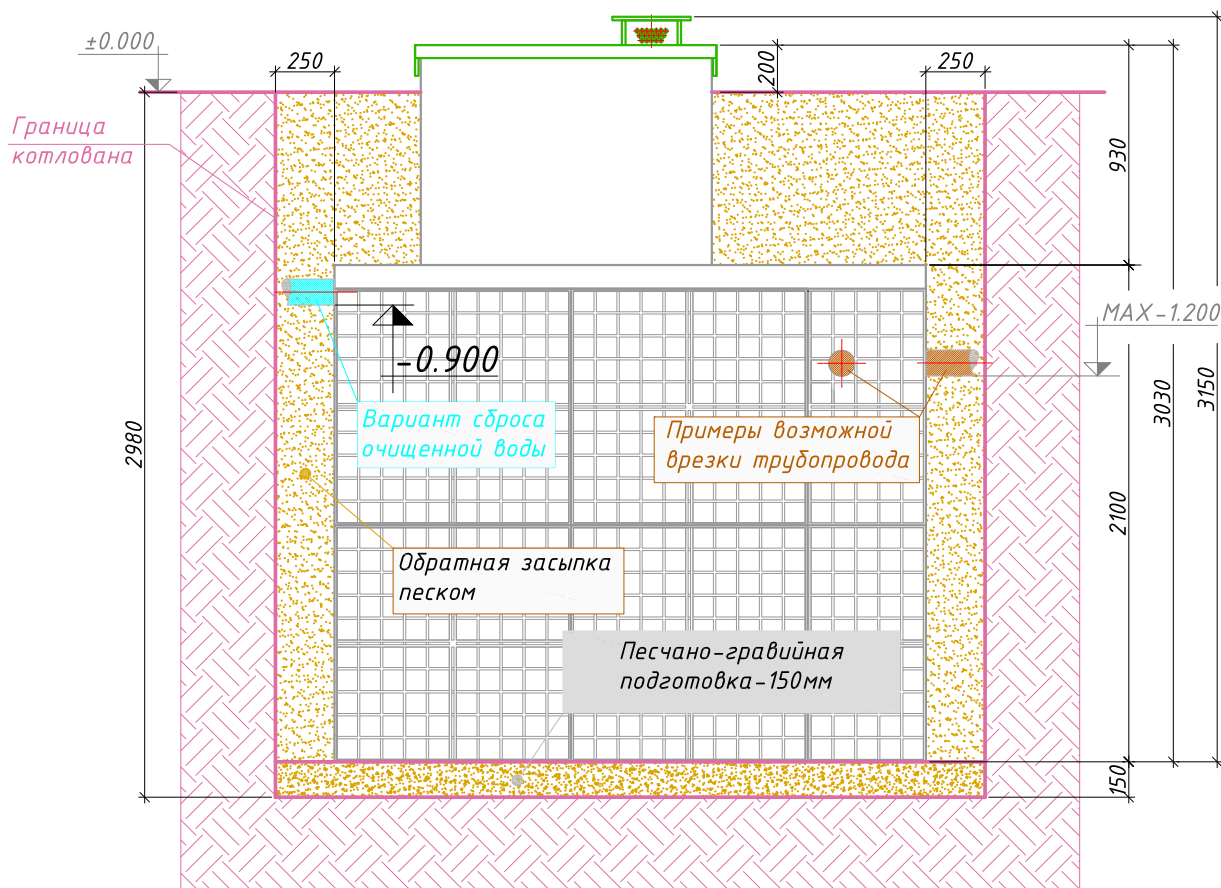 ±0.000
250
200
250
Граница
котлована
930
MAX-1.200
-0.900
3030
3150
Вариант сброса
очищенной воды
Примеры возможной
врезки трубопровода
2980
2100
Обратная засыпка
песком
Песчано-гравийная
подготовка-150мм
150